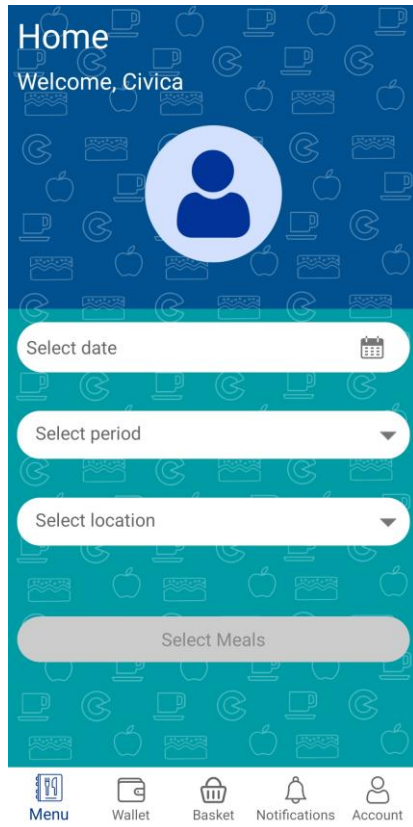 Home
Welcome, Civica
Select date
Select period
Select location
Select Meals
Menu Wallet Basket Notifications Account